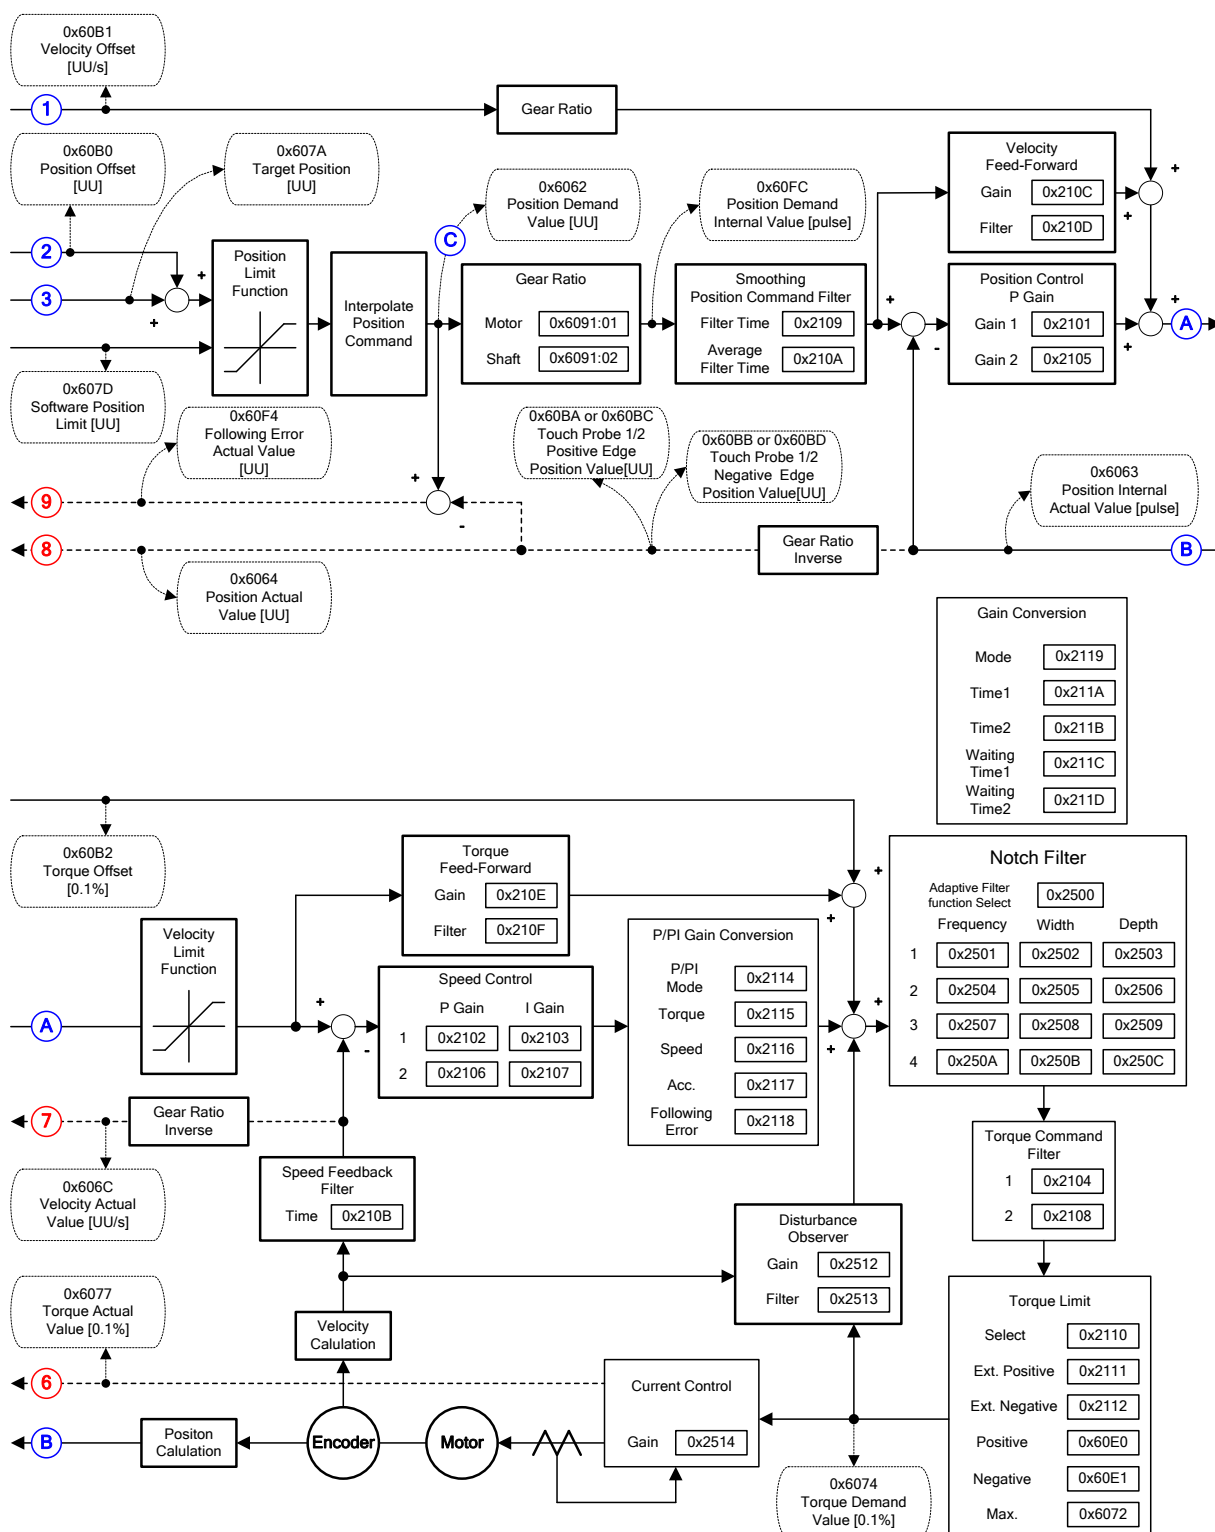 0x60B1
Velocity Offset
[UU/s]
1
Gear Ratio
0x60B0
Position Offset
[UU]
0x607A
Target Position
[UU]
0x6062
Position Demand
Value [UU]
0x60FC
Position Demand
Internal Value [pulse]
Velocity
Feed-Forward
Gain 0x210C
Filter 0x210D
+
+
C
2
3
+
+
Position
Limit
Function
Interpolate
Position
Command
Gear Ratio
Motor 0x6091:01
Shaft 0x6091:02
Smoothing
Position Command Filter
Filter Time 0x2109
Average
Filter Time 0x210A
+
-
Position Control
P Gain
Gain 1 0x2101
Gain 2 0x2105
+
+
A
0x607D
Software Position
Limit [UU]
0x60F4
Following Error
Actual Value
[UU]
0x60BA or 0x60BC
Touch Probe 1/2
Positive Edge
Position Value[UU]
0x60BB or 0x60BD
Touch Probe 1/2
Negative Edge
Position Value[UU]
0x6063
Position Internal
Actual Value [pulse]
9
+
-
8
Gear Ratio
Inverse
B
0x6064
Position Actual
Value [UU]
Gain Conversion
Mode 0x2119
Time1 0x211A
Time2 0x211B
Waiting
Time1 0x211C
Waiting
Time2 0x211D
0x60B2
Torque Offset
[0.1%]
Torque
Feed-Forward
Gain 0x210E
Filter 0x210F
+
+
Notch Filter
Adaptive Filter
function Select 0x2500
Frequency Width Depth
1 0x2501 0x2502 0x2503
2 0x2504 0x2505 0x2506
3 0x2507 0x2508 0x2509
4 0x250A 0x250B 0x250C
Velocity
Limit
Function
A
+
-
Speed Control
P Gain I Gain
1 0x2102 0x2103
2 0x2106 0x2107
P/PI Gain Conversion
P/PI
Mode 0x2114
Torque 0x2115
Speed 0x2116
Acc. 0x2117
Following
Error 0x2118
+
+
7
Gear Ratio
Inverse
0x606C
Velocity Actual
Value [UU/s]
Speed Feedback
Filter
Time 0x210B
Torque Command
Filter
1 0x2104
2 0x2108
Disturbance
Observer
Gain 0x2512
Filter 0x2513
0x6077
Torque Actual
Value [0.1%]
Velocity
Calulation
Torque Limit
Select 0x2110
Ext. Positive 0x2111
Ext. Negative 0x2112
Positive 0x60E0
Negative 0x60E1
Max. 0x6072
6
Current Control
Gain 0x2514
B
Positon
Calulation
Encoder
Motor
0x6074
Torque Demand
Value [0.1%]